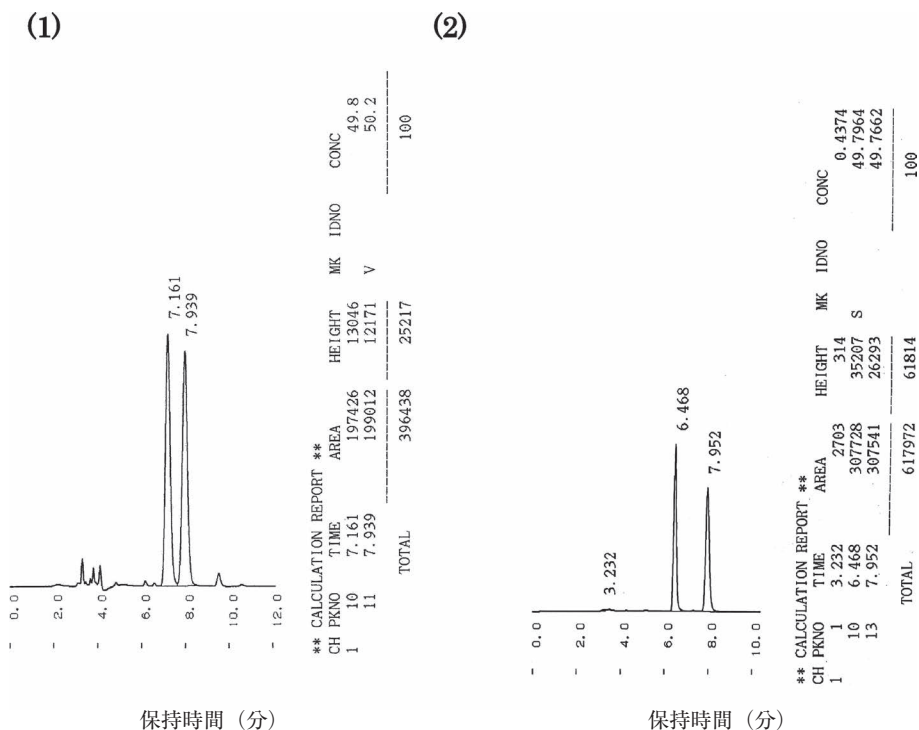 (1)
7.161
7.939
0.0
2.0
4.0
6.0
8.0
10.0
12.
** CALCULATION REPORT **
CH PKNO TIME AREA HEIGHT MK IDNO CONC
1 10 7.161 197426 13046 49.8
11 7.939 199012 12171 V 50.2
TOTAL 396438 25217 100
保持時間（分）
(2)
3.232
6.468
7.952
0.0
2.0
4.0
6.0
8.0
10.0
** CALCULATION REPORT **
CH PKNO TIME AREA HEIGHT MK IDNO CONC
1 1 3.232 2703 314 0.4374
10 6.468 307728 35207 S 49.7964
13 7.952 307541 26293 49.7662
TOTAL 617972 61814 100
保持時間（分）